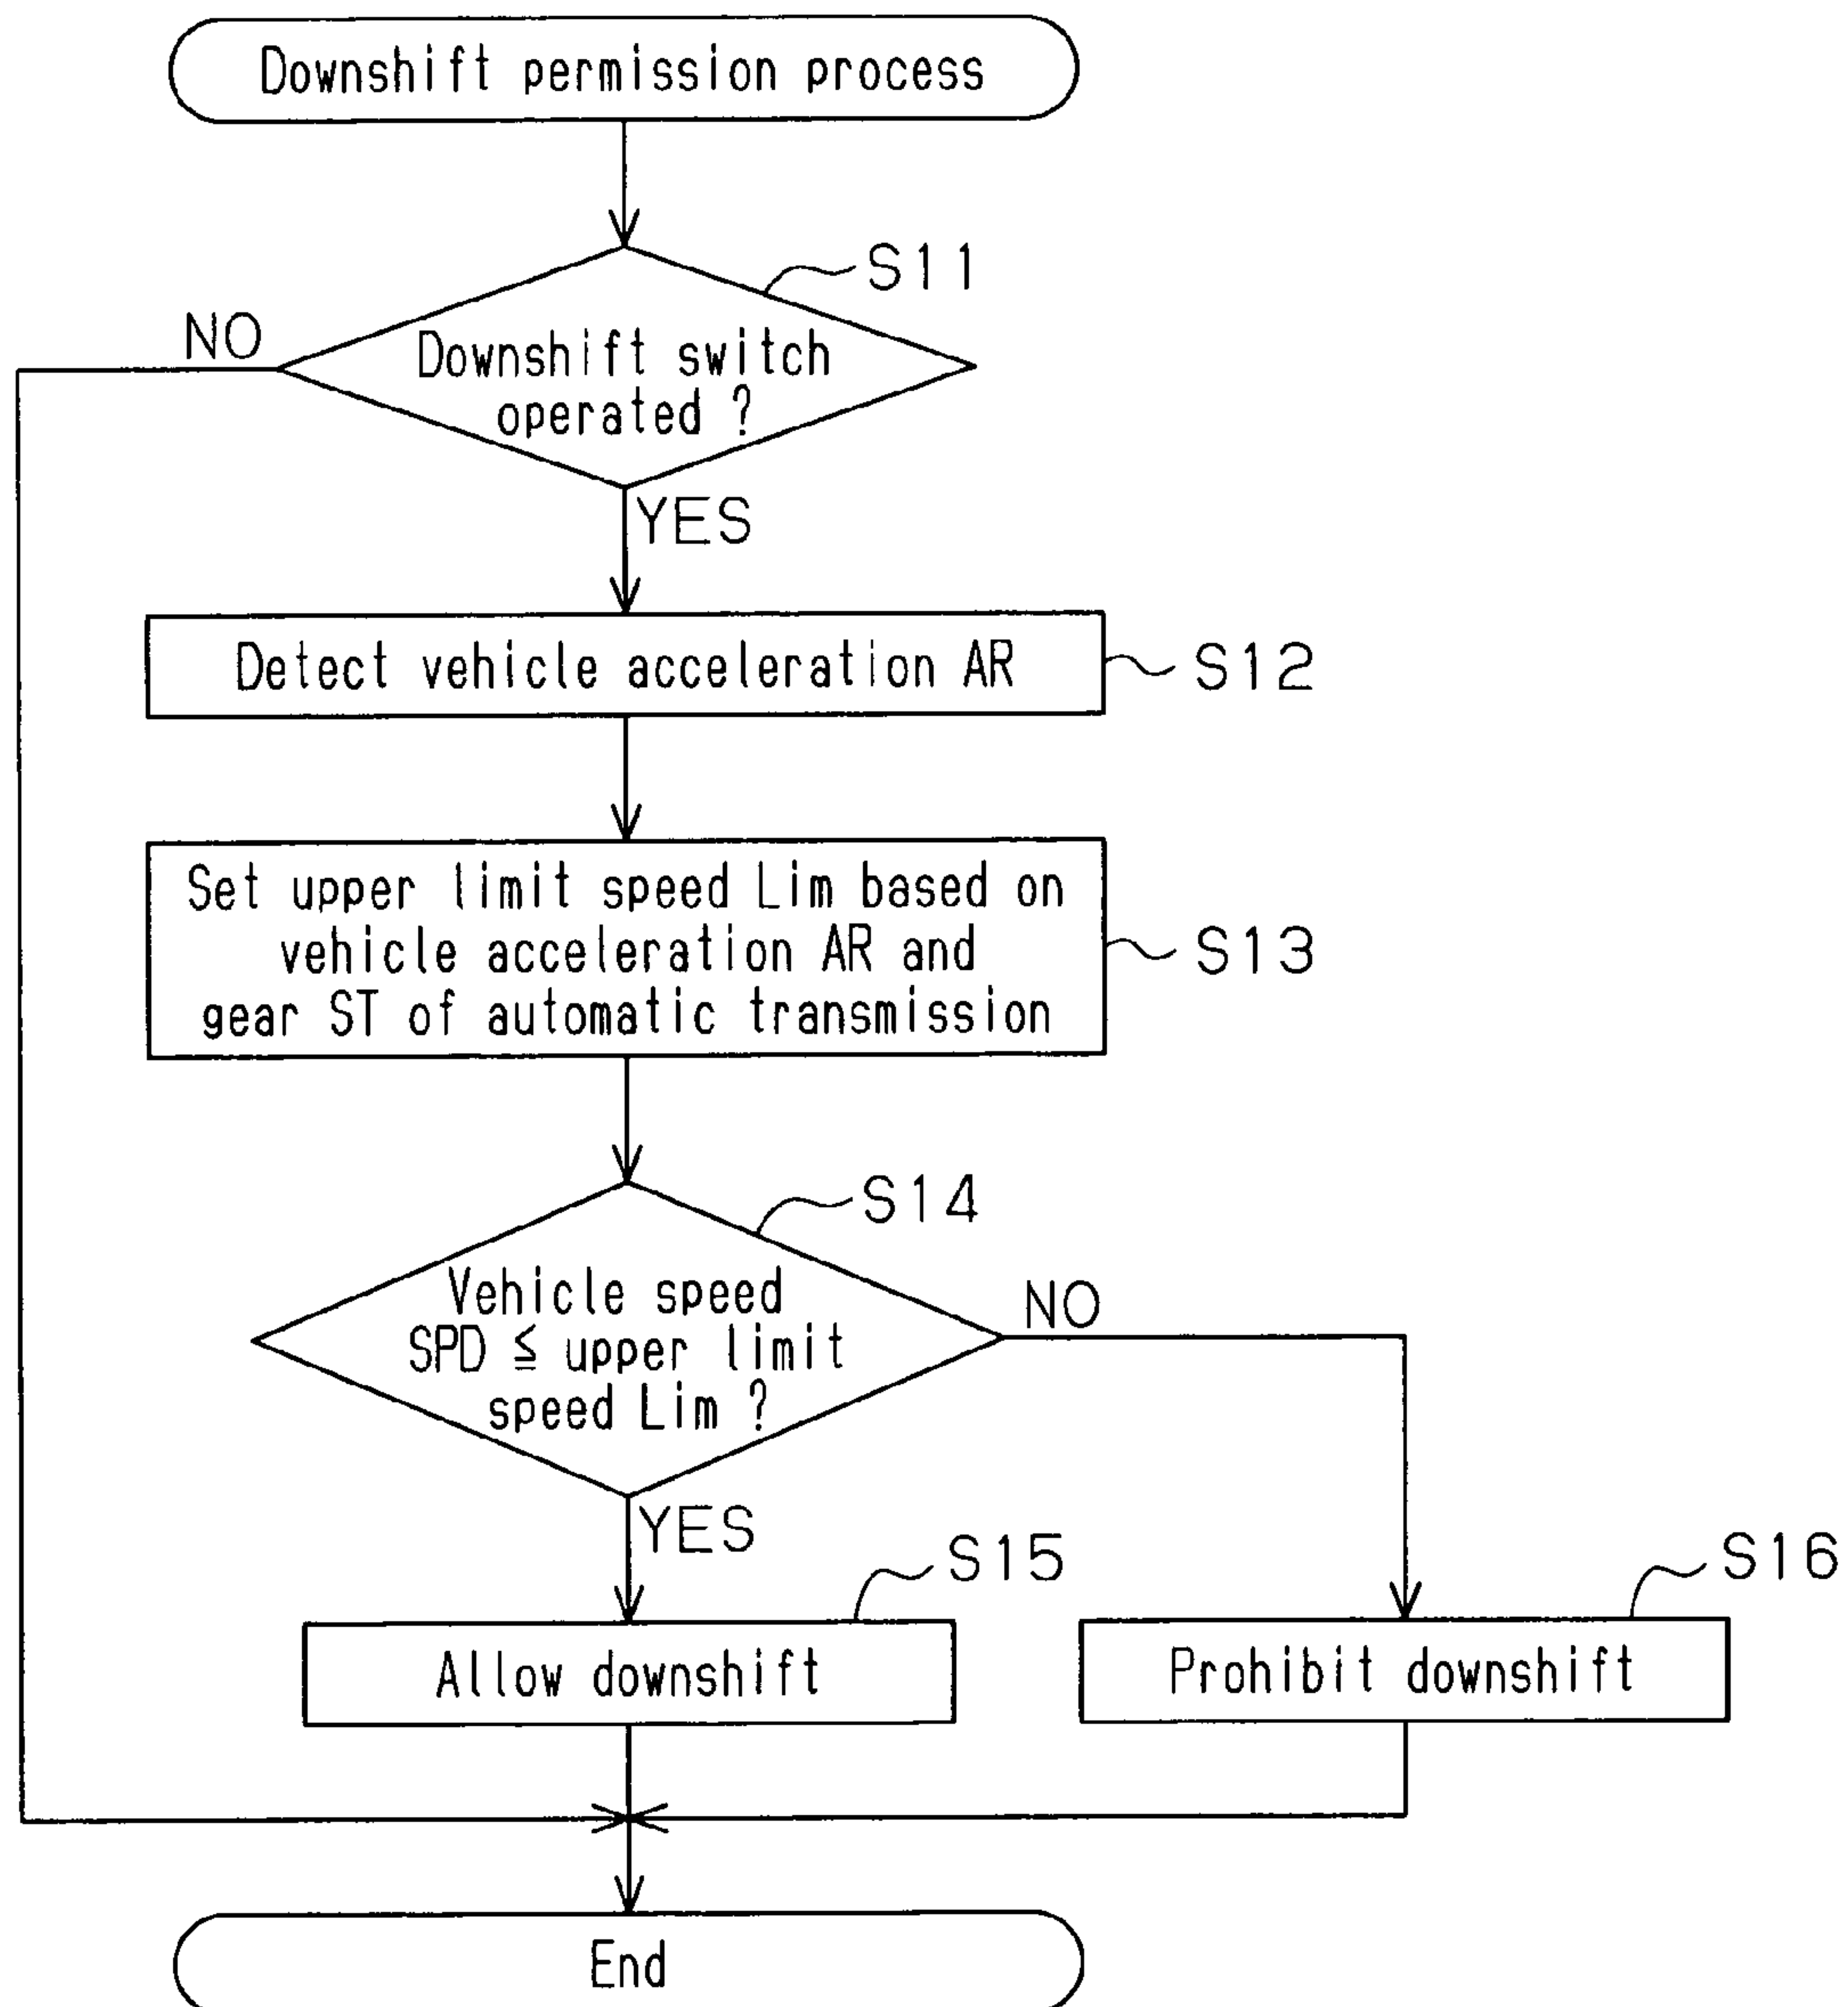 Downshift permission process
S11
NO
Downshift switch
operated ?
YES
Detect vehicle acceleration AR
S12
Set upper limit speed Lim based on
vehicle acceleration AR and
gear ST of automatic transmission
S13
S14
Vehicle speed
SPD ≦ upper limit
speed Lim ?
NO
YES
S15
S16
Allow downshift
Prohibit downshift
End